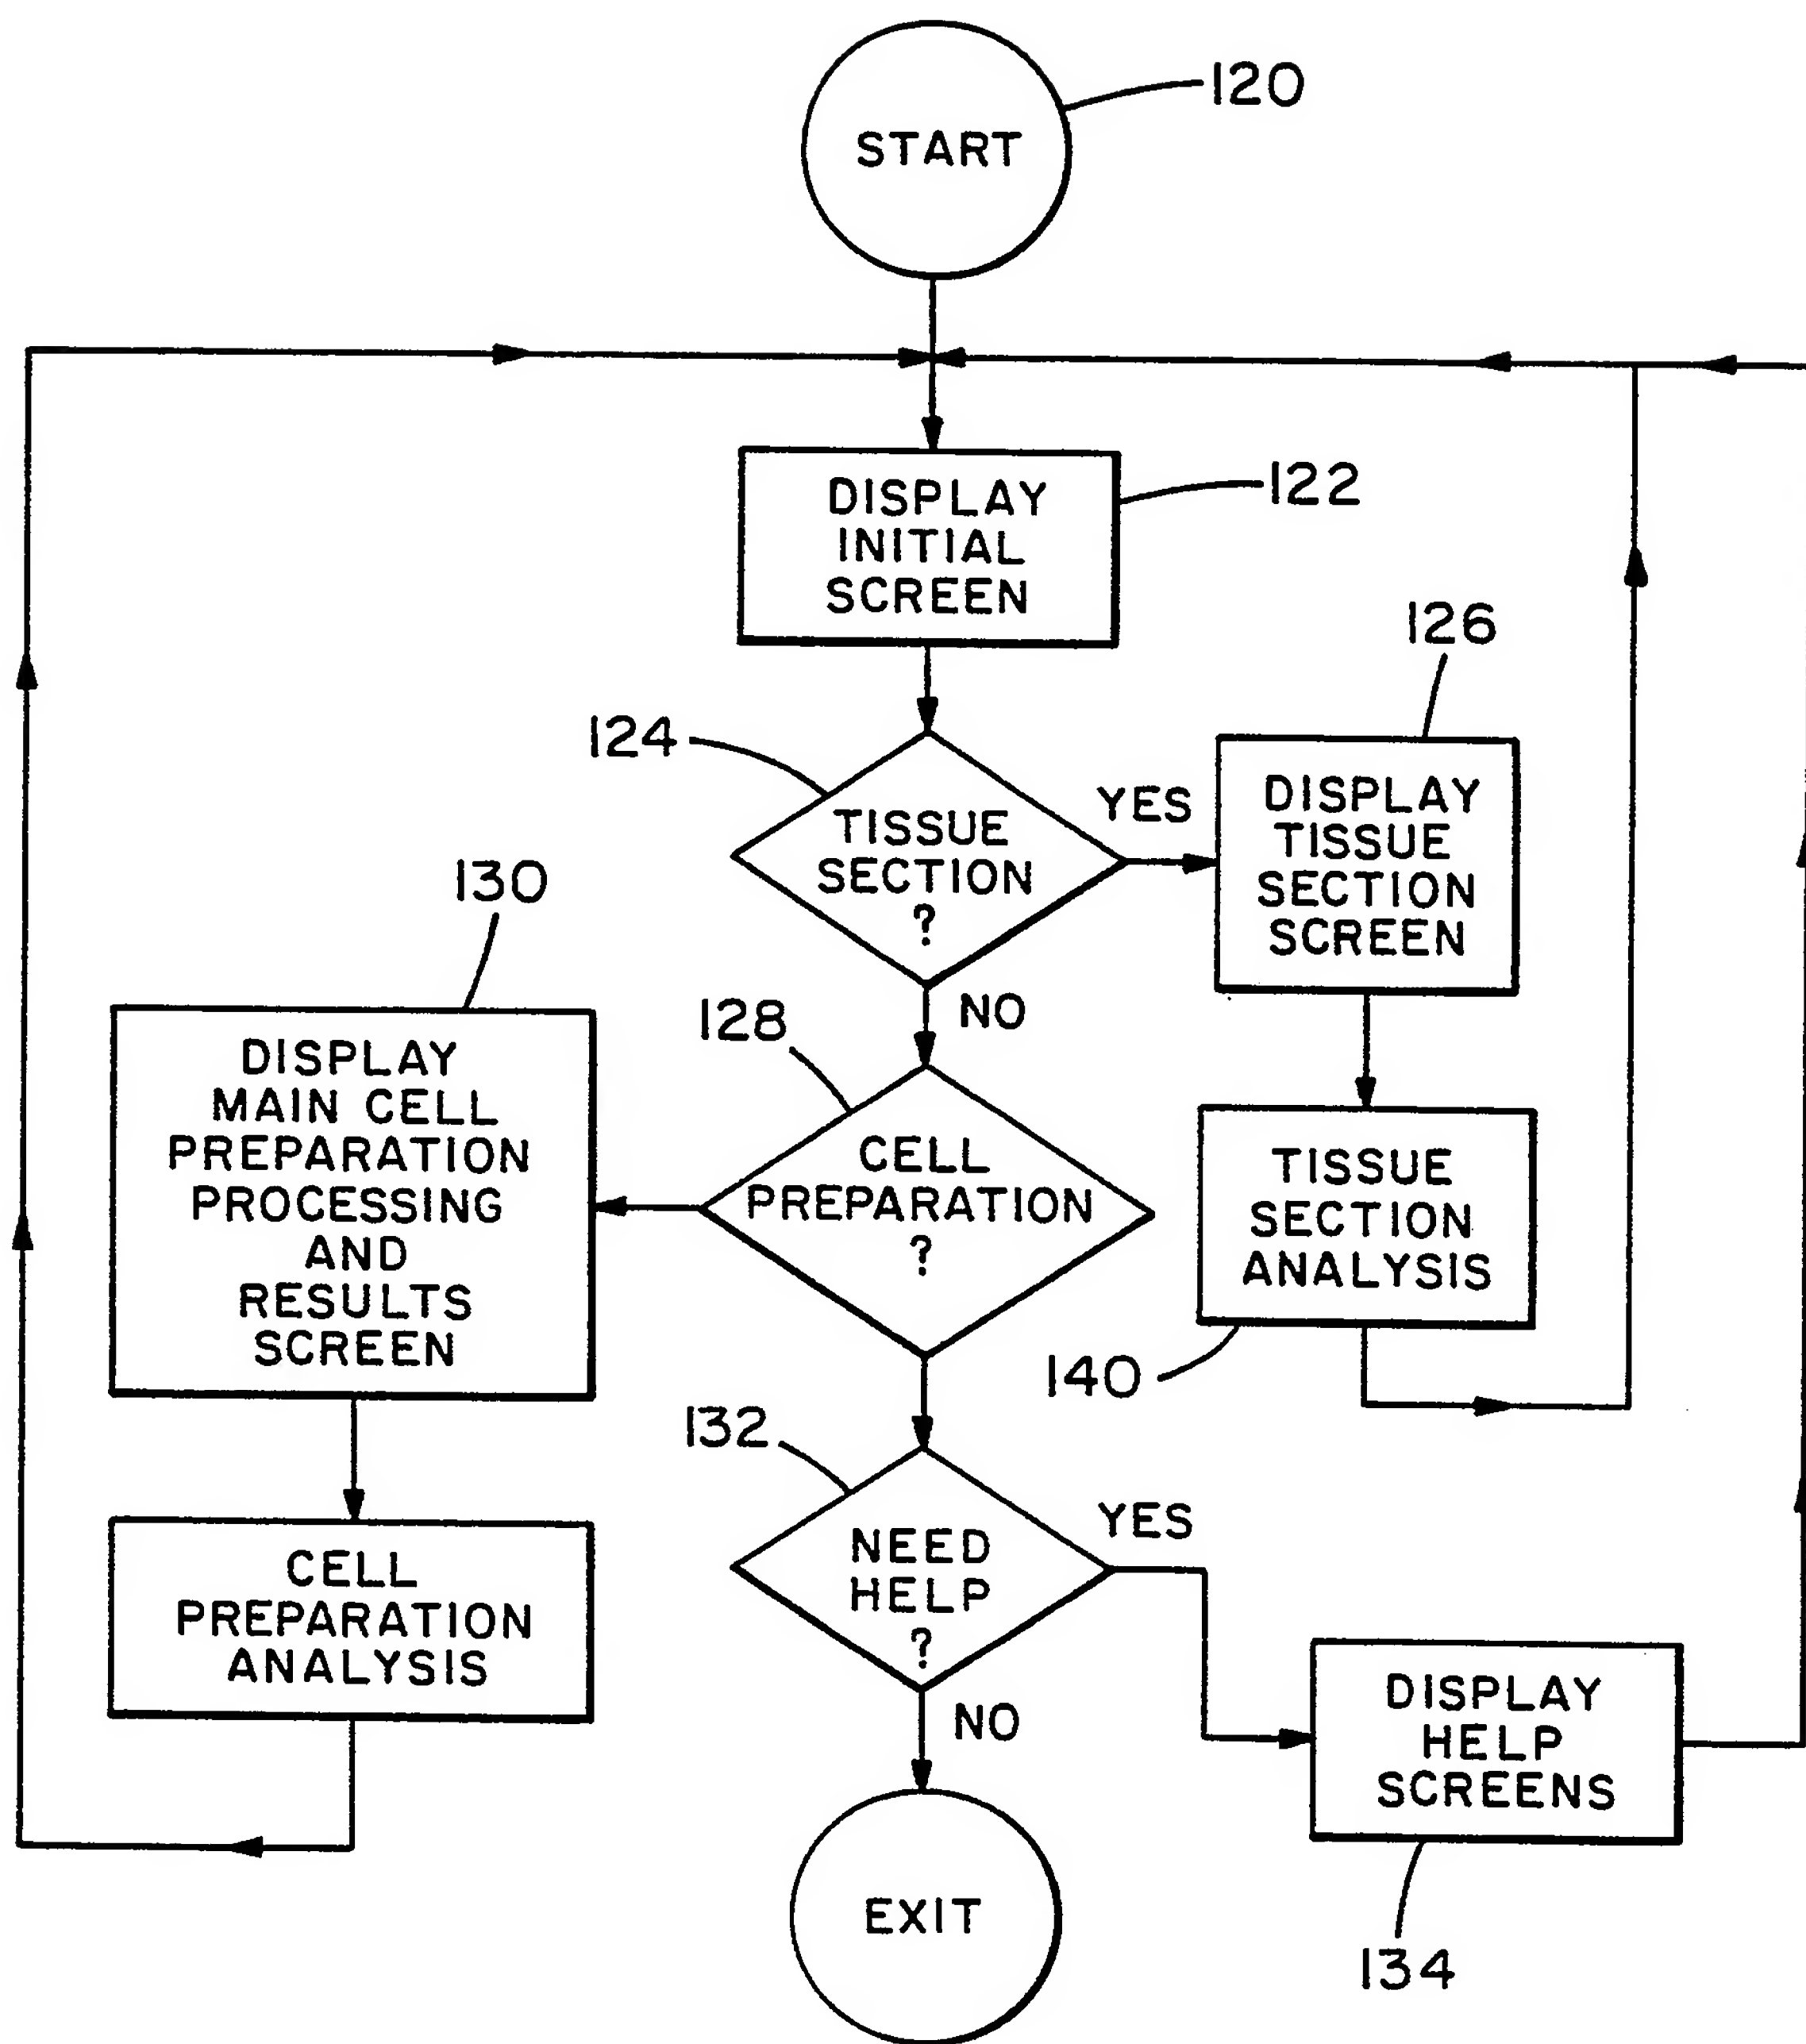 120
START
DISPLAY
INITIAL
SCREEN
122
124
TISSUE
SECTION
?
YES
126
DISPLAY
TISSUE
SECTION
SCREEN
NO
130
DISPLAY
MAIN CELL
PREPARATION
PROCESSING
AND
RESULTS
SCREEN
128
CELL
PREPARATION
?
TISSUE
SECTION
ANALYSIS
140
132
NEED
HELP
?
YES
CELL
PREPARATION
ANALYSIS
NO
DISPLAY
HELP
SCREENS
134
EXIT